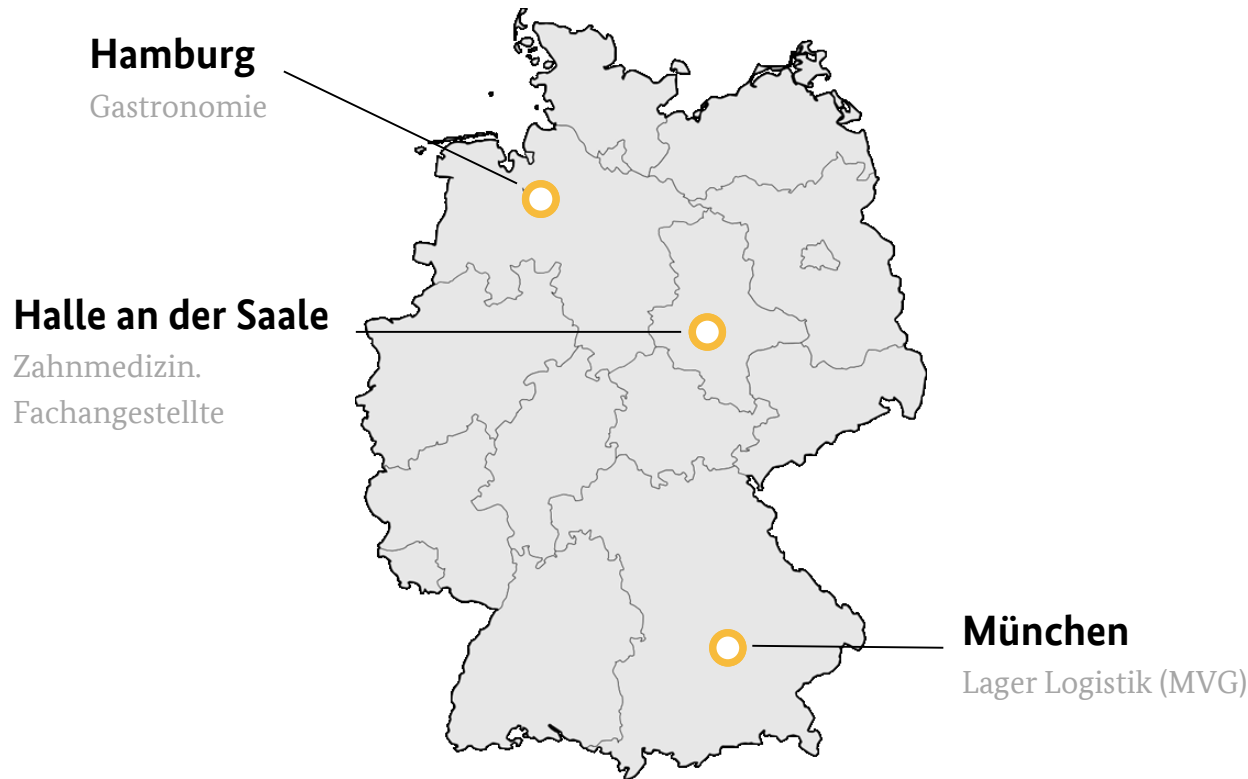 Hamburg
Gastronomie
Halle an der Saale
Zahnmedizin.
Fachangestellte
München
Lager Logistik (MVG)